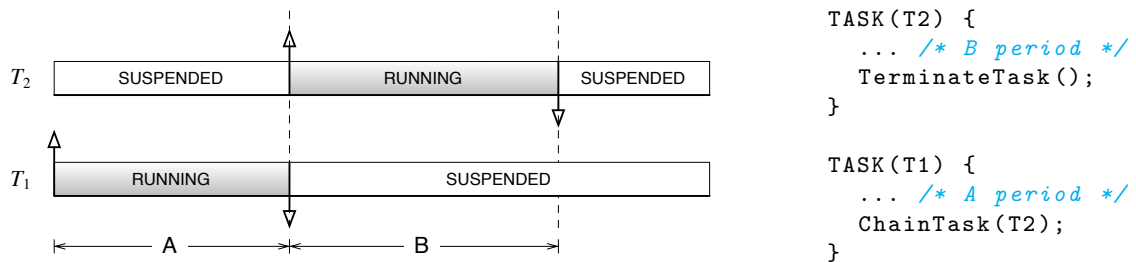 T2 SUSPENDED RUNNING SUSPENDED
T1 RUNNING SUSPENDED
A B
TASK(T2) {
... /* B period */
TerminateTask();
}
TASK(T1) {
... /* A period */
ChainTask(T2);
}